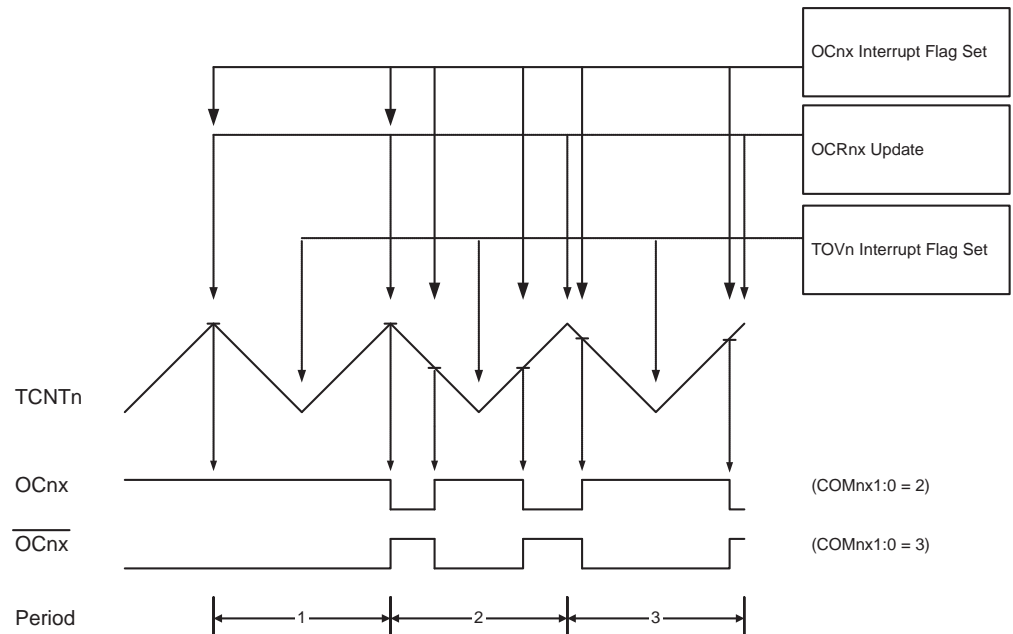 OCnx Interrupt Flag Set
OCRnx Update
TOVn Interrupt Flag Set
TCNTn
OCnx
(COMnx1:0 = 2)
OCnx
(COMnx1:0 = 3)
Period
1
2
3